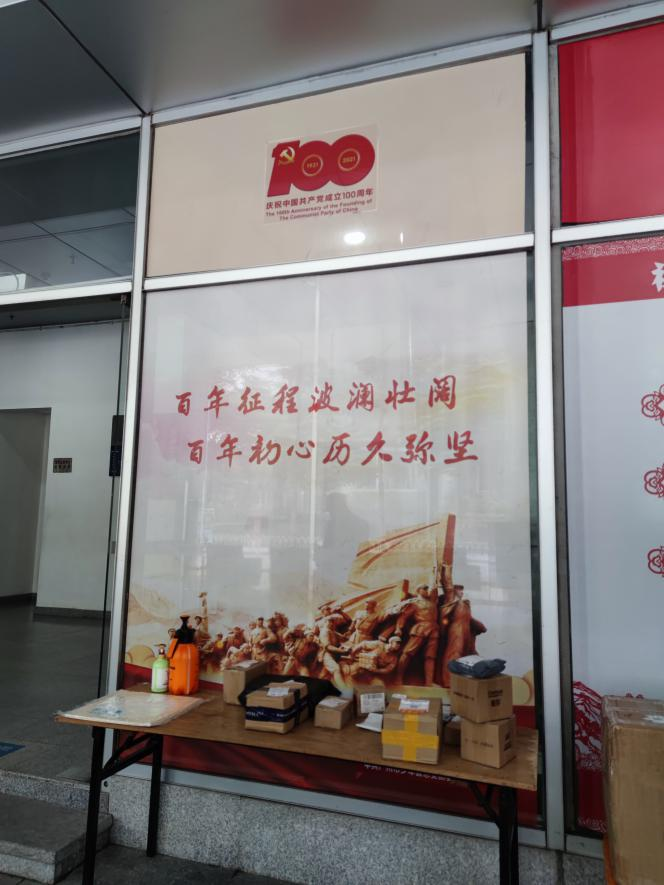 1921
2021
庆祝中国共产党成立100周年
The 100th Anniversary of the Founding of
The Communist Party of China
百年征程波澜壮阔
百年初心历久弥坚